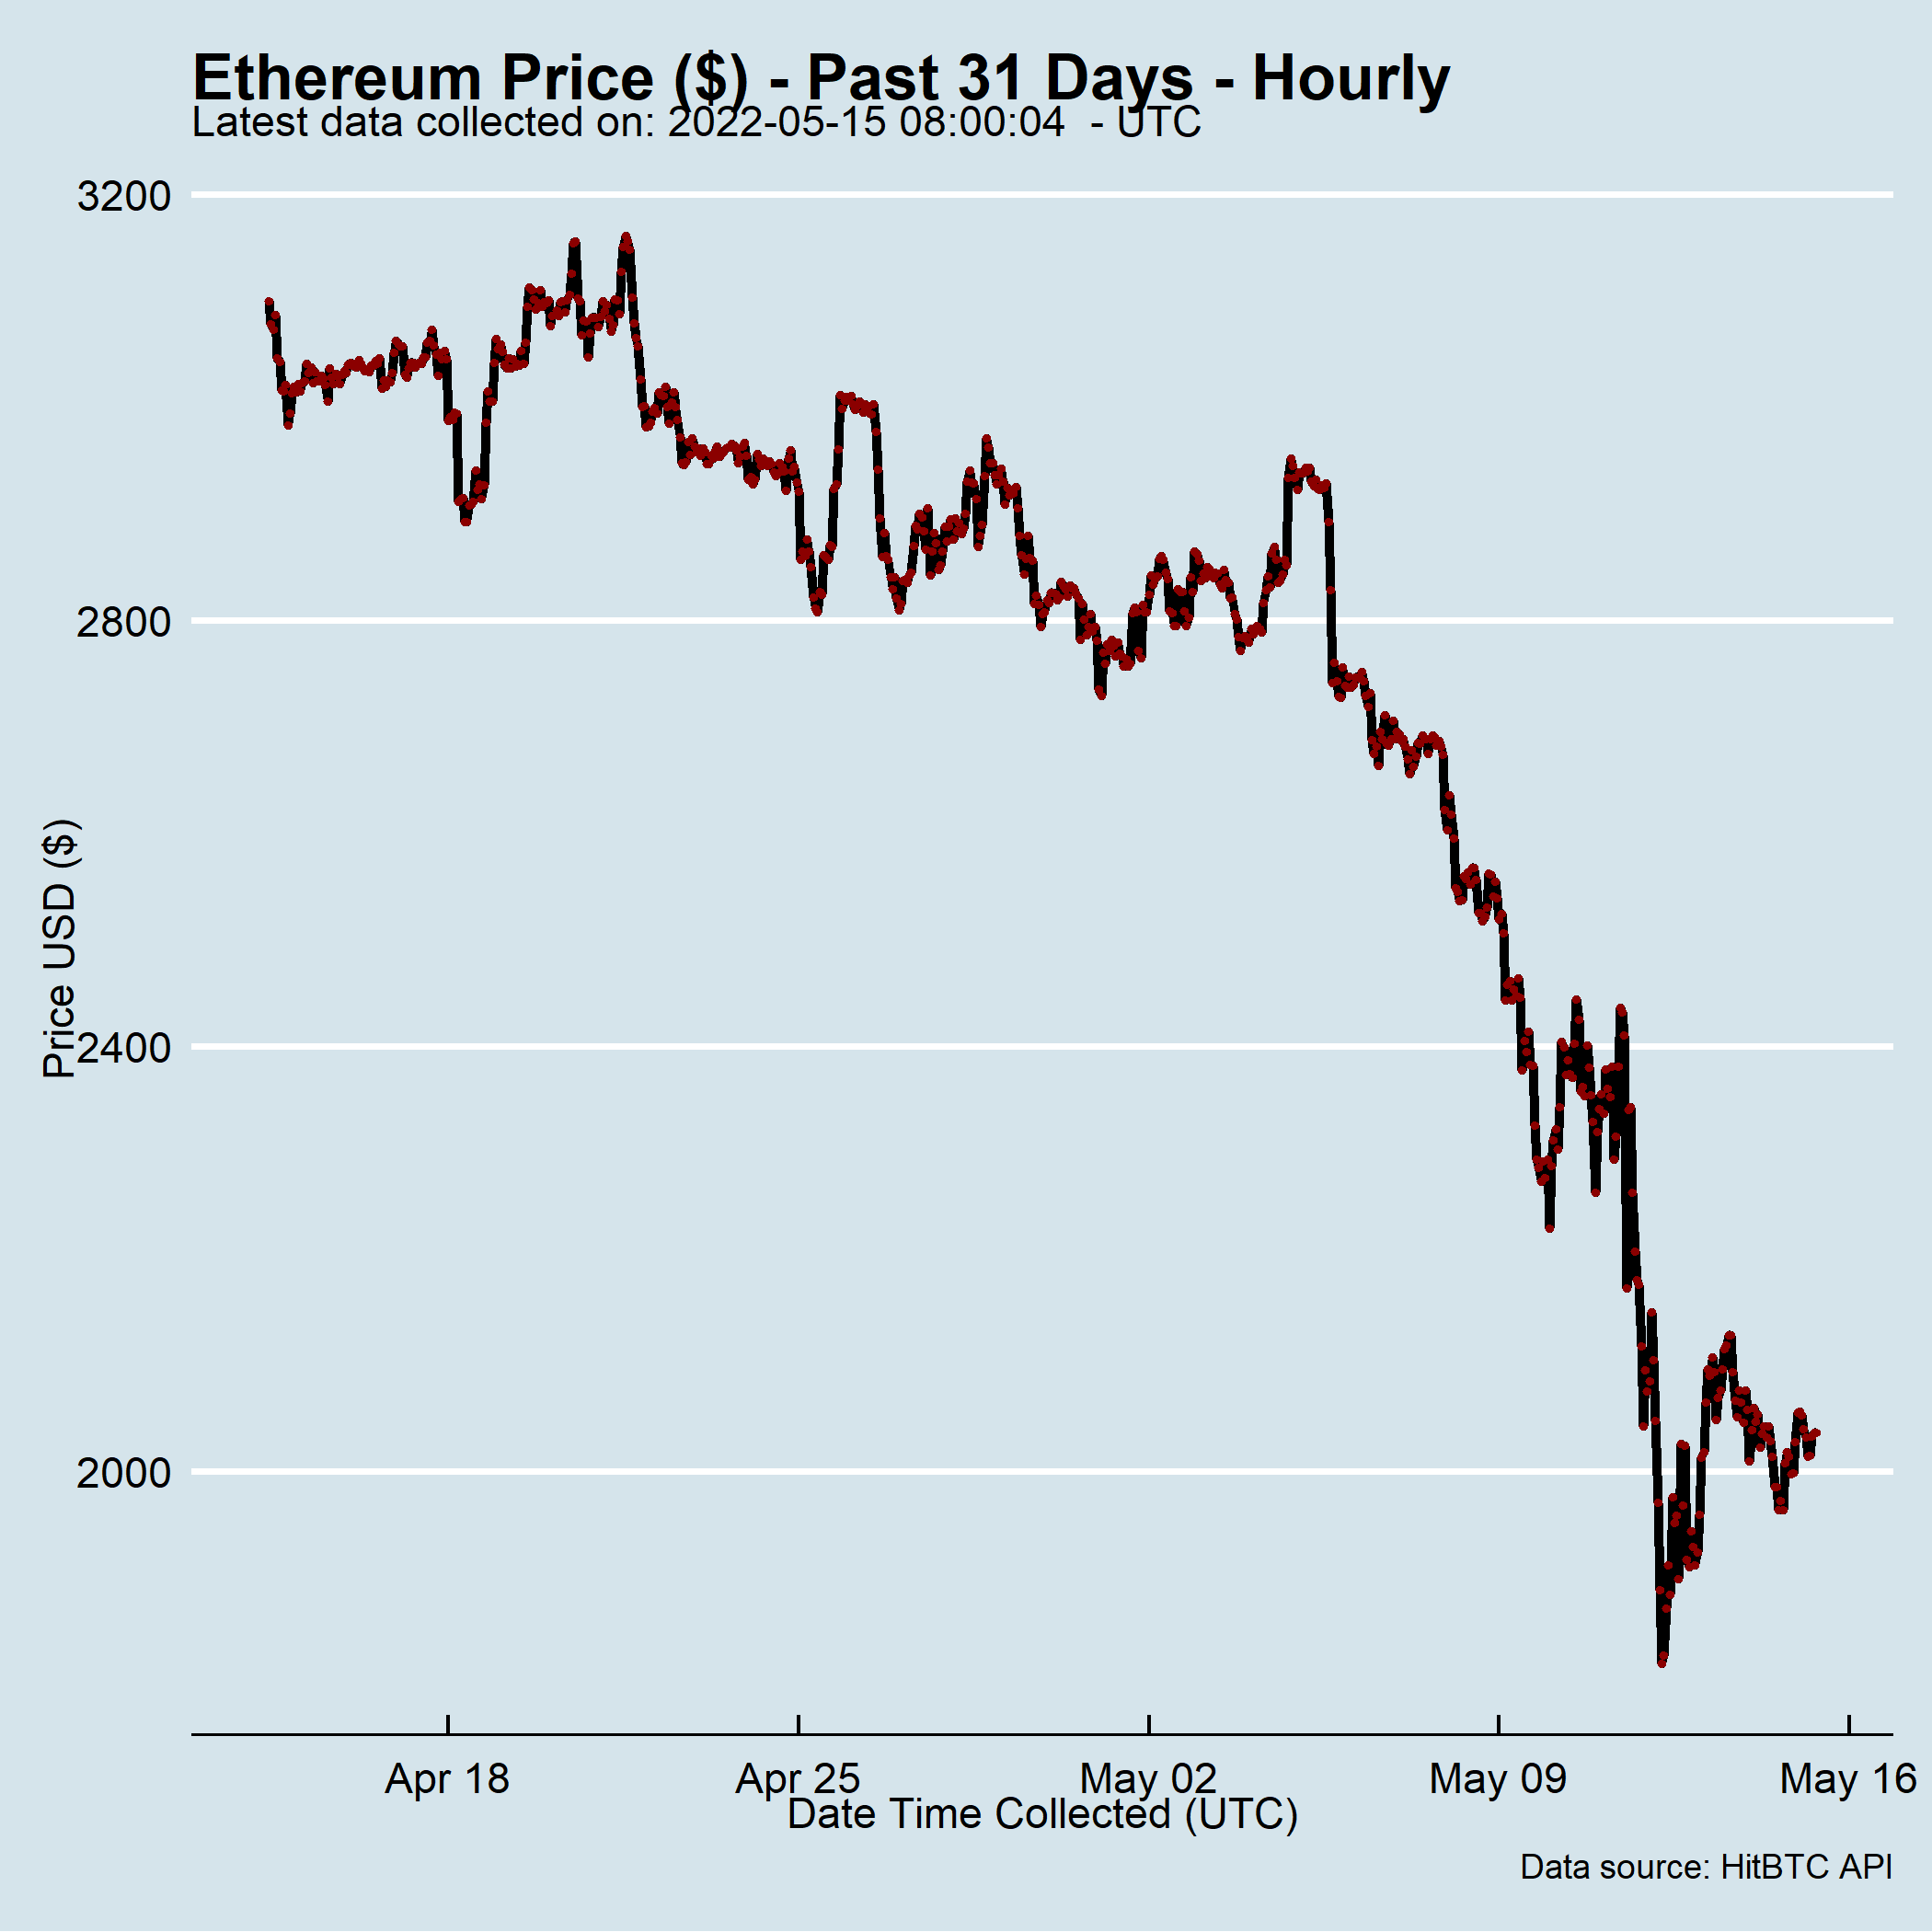 Ethereum Price ($) - Past 31 Days - Hourly
Latest data collected on: 2022-05-15 08:00:04  - UTC
3200
2800
2400
2000
Price USD ($)
Apr 18
Apr 25
May 02
May 09
May 16
Date Time Collected (UTC)
Data source: HitBTC API